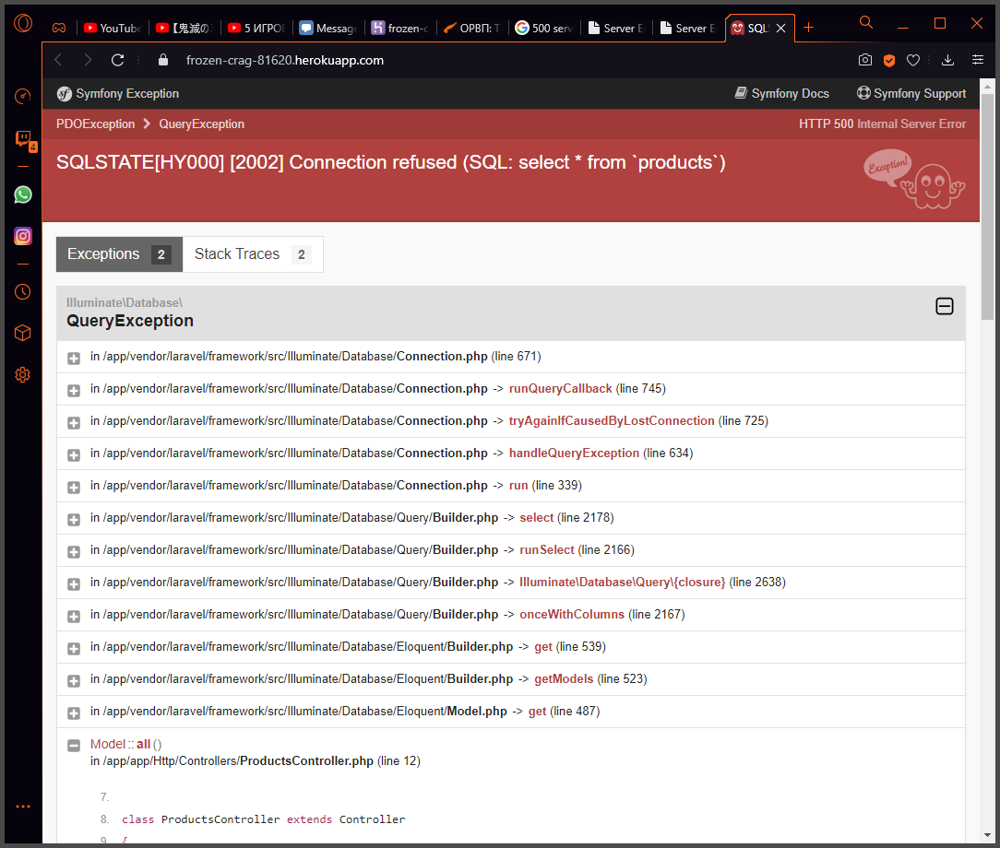 YouTube
【鬼滅の
5 ИГРО
Message
frozen-c
ОРВП: Т
500 serv
Server E
Server E
SQL
frozen-crag-81620.herokuapp.com
4
Symfony Exception
Symfony Docs
Symfony Support
PDOException
QueryException
HTTP 500 Internal Server Error
SQLSTATE[HY000] [2002] Connection refused (SQL: select * from `products`)
Exception!
Exceptions 2
Stack Traces 2
Illuminate\Database\
QueryException
in /app/vendor/laravel/framework/src/Illuminate/Database/Connection.php (line 671)
in /app/vendor/laravel/framework/src/Illuminate/Database/Connection.php -> runQueryCallback (line 745)
in /app/vendor/laravel/framework/src/Illuminate/Database/Connection.php -> tryAgainIfCausedByLostConnection (line 725)
in /app/vendor/laravel/framework/src/Illuminate/Database/Connection.php -> handleQueryException (line 634)
in /app/vendor/laravel/framework/src/Illuminate/Database/Connection.php -> run (line 339)
in /app/vendor/laravel/framework/src/Illuminate/Database/Query/Builder.php -> select (line 2178)
in /app/vendor/laravel/framework/src/Illuminate/Database/Query/Builder.php -> runSelect (line 2166)
in /app/vendor/laravel/framework/src/Illuminate/Database/Query/Builder.php -> Illuminate\Database\Query\{closure} (line 2638)
in /app/vendor/laravel/framework/src/Illuminate/Database/Query/Builder.php -> onceWithColumns (line 2167)
in /app/vendor/laravel/framework/src/Illuminate/Database/Eloquent/Builder.php -> get (line 539)
in /app/vendor/laravel/framework/src/Illuminate/Database/Eloquent/Builder.php -> getModels (line 523)
in /app/vendor/laravel/framework/src/Illuminate/Database/Eloquent/Model.php -> get (line 487)
Model::all()
in /app/app/Http/Controllers/ProductsController.php (line 12)
7.
8. class ProductsController extends Controller
9. {